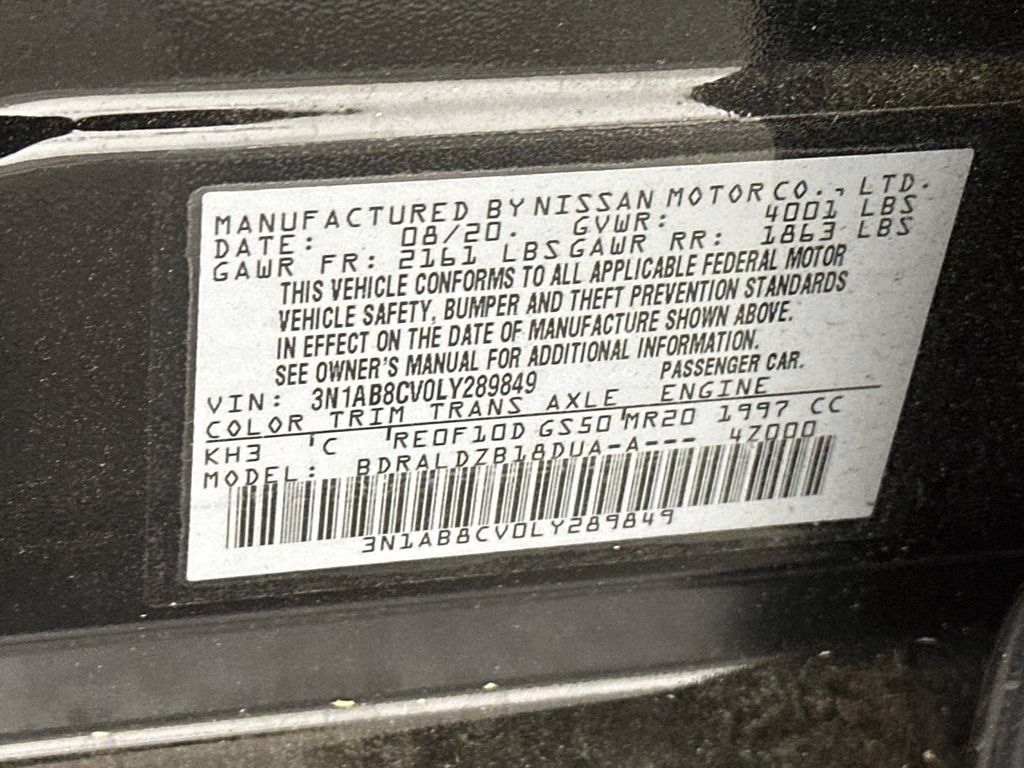 MANUFACTURED BY NISSAN MOTOR CO., LTD.
DATE: 08/20. GVWR: 4001 LBS
GAWR FR: 2161 LBS GAWR RR: 1863 LBS
THIS VEHICLE CONFORMS TO ALL APPLICABLE FEDERAL MOTOR
VEHICLE SAFETY, BUMPER AND THEFT PREVENTION STANDARDS
IN EFFECT ON THE DATE OF MANUFACTURE SHOWN ABOVE.
SEE OWNER'S MANUAL FOR ADDITIONAL INFORMATION.
VIN: 3N1AB8CV0LY289849 PASSENGER CAR.
COLOR TRIM TRANS AXLE ENGINE
KH3 'C 'RE0F10D GS50'MR20 1997 CC
MODEL: BDRALDZB18DUA-A--- 4Z000
3N1AB8CV0LY289849